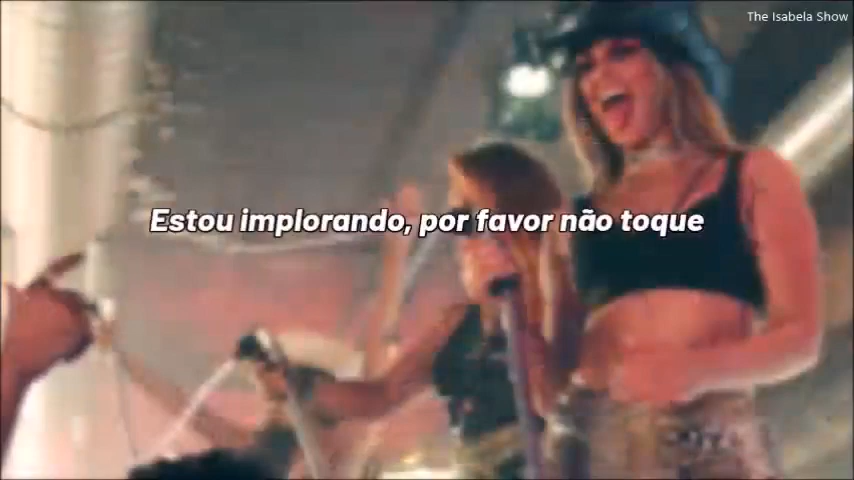 The Isabela Show
Estou implorando, por favor não toque